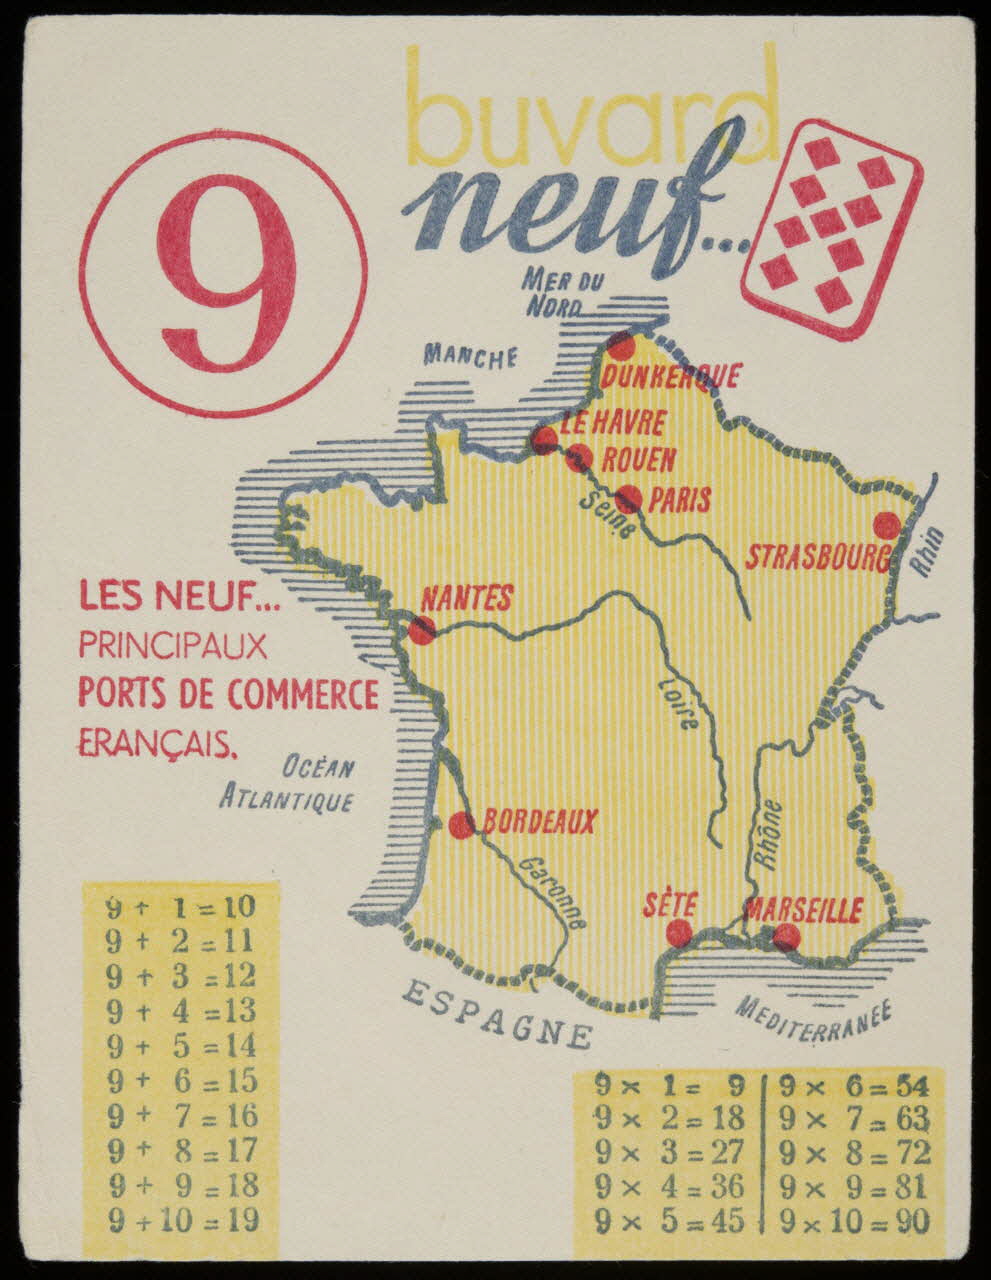 buvard
neuf...
9
MER DU
NORD
MANCHE
DUNKERQUE
LE HAVRE
ROUEN
PARIS
Seine
STRASBOURG
Rhin
NANTES
LES NEUF...
PRINCIPAUX
PORTS DE COMMERCE
FRANÇAIS.
Loire
OCÉAN
ATLANTIQUE
BORDEAUX
Rhône
Garonne
SÈTE
MARSEILLE
ESPAGNE
MEDITERRANEE
9 + 1 = 10
9 + 2 = 11
9 + 3 = 12
9 + 4 = 13
9 + 5 = 14
9 + 6 = 15
9 + 7 = 16
9 + 8 = 17
9 + 9 = 18
9 + 10 = 19
9 × 1 = 9 | 9 × 6 = 54
9 × 2 = 18 | 9 × 7 = 63
9 × 3 = 27 | 9 × 8 = 72
9 × 4 = 36 | 9 × 9 = 81
9 × 5 = 45 | 9 × 10 = 90